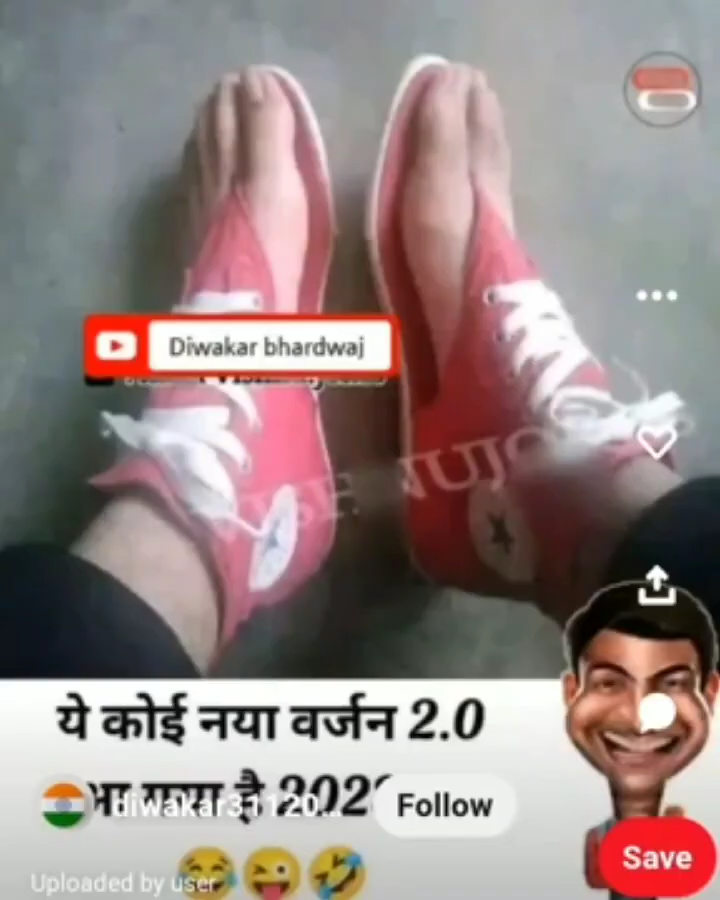 Diwakar bhardwaj
ये कोई नया वर्जन 2.0
है
diwakar31120...
Follow
Save
Uploaded by user